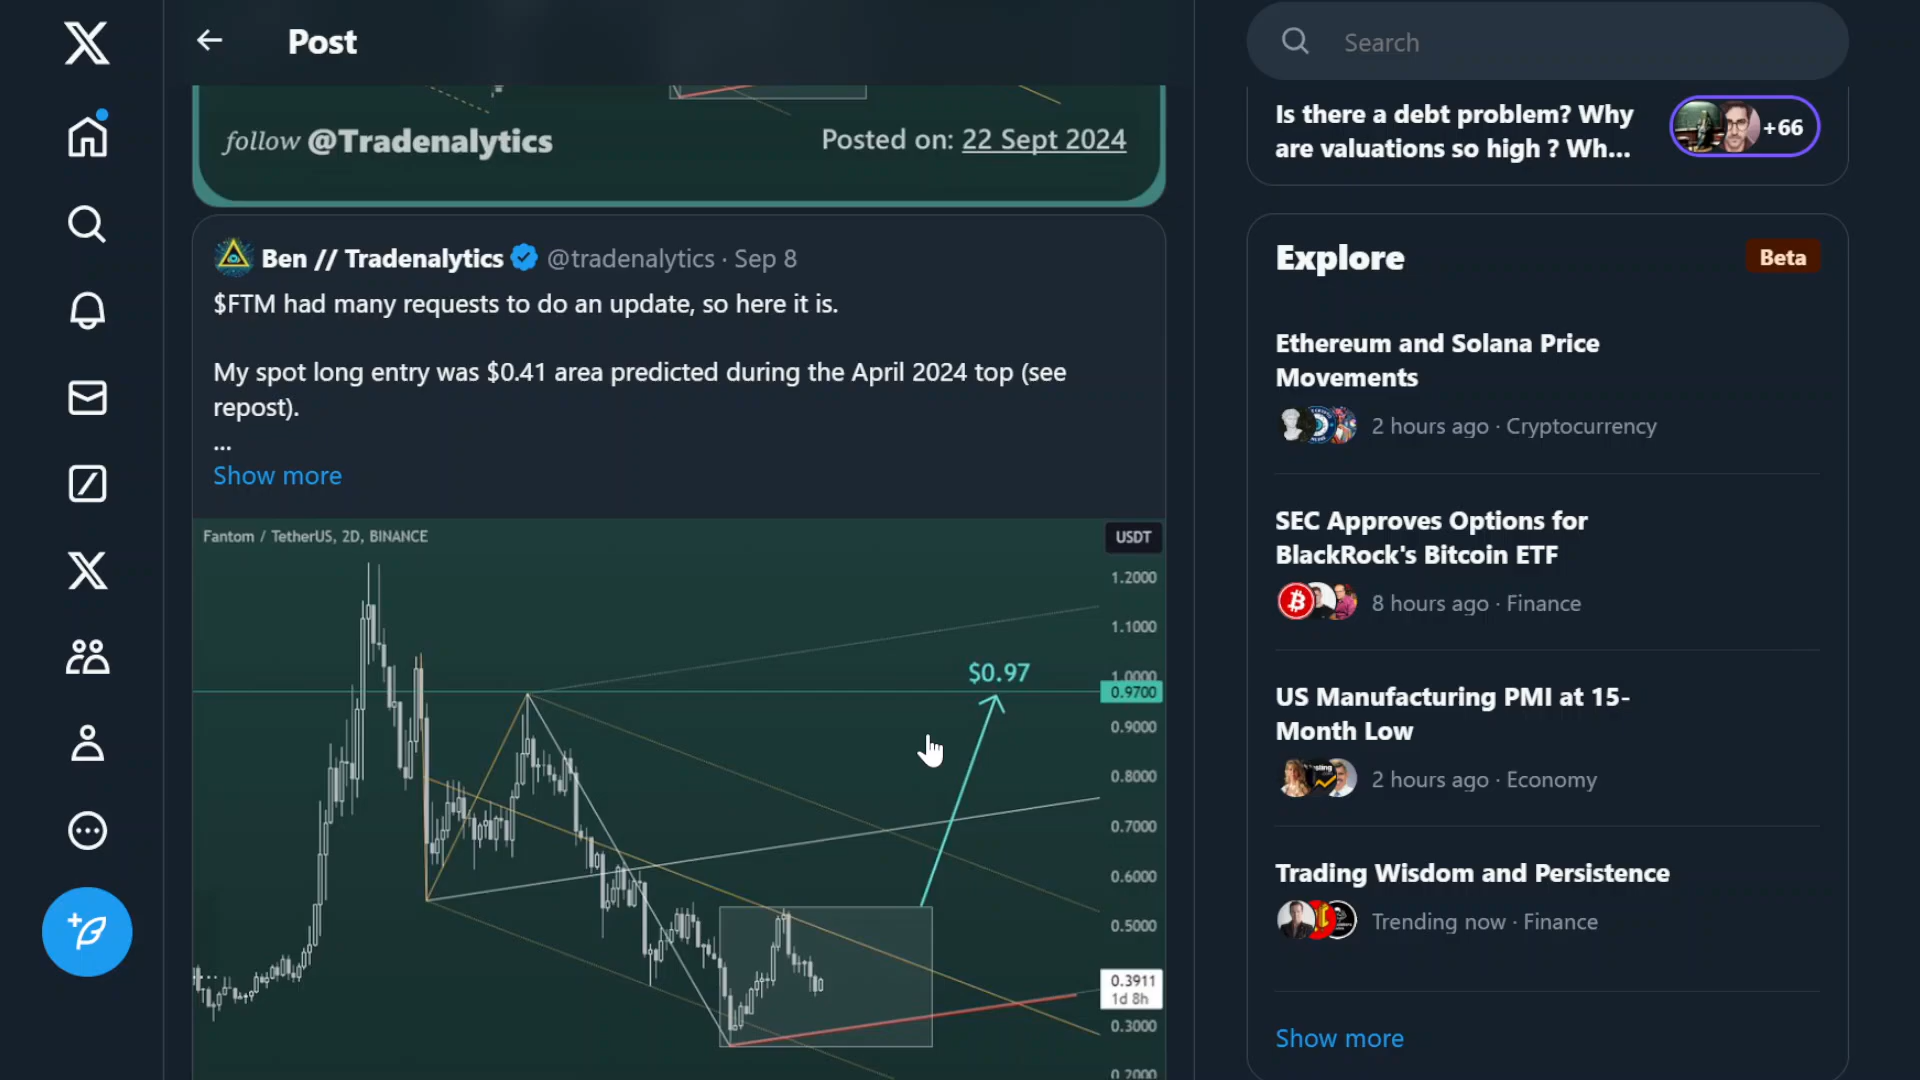 Post
Search
follow @Tradenalytics
Posted on: 22 Sept 2024
Ben // Tradenalytics @tradenalytics · Sep 8
$FTM had many requests to do an update, so here it is.
My spot long entry was $0.41 area predicted during the April 2024 top (see
repost).
...
Show more
Fantom / TetherUS, 2D, BINANCE
USDT
1.2000
1.1000
$0.97
1.0000
0.9700
0.9000
0.8000
0.7000
0.6000
0.5000
0.3911
1d 8h
0.3000
0.2000
Is there a debt problem? Why
are valuations so high ? Wh...
+66
Explore
Beta
Ethereum and Solana Price
Movements
2 hours ago · Cryptocurrency
SEC Approves Options for
BlackRock's Bitcoin ETF
8 hours ago · Finance
US Manufacturing PMI at 15-
Month Low
2 hours ago · Economy
Trading Wisdom and Persistence
Trending now · Finance
Show more